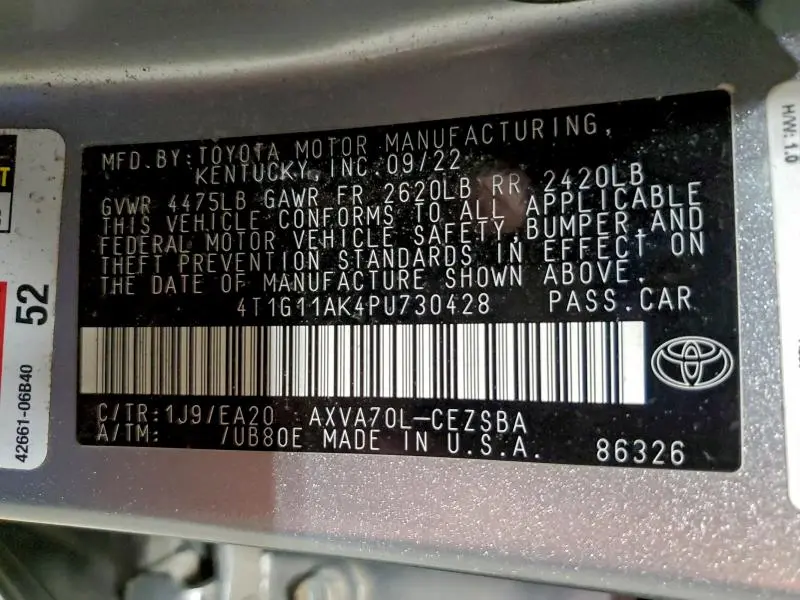 MFD.BY:TOYOTA MOTOR MANUFACTURING,
KENTUCKY, INC.09/22
GVWR 4475LB GAWR FR 2620LB RR 2420LB
THIS VEHICLE CONFORMS TO ALL APPLICABLE
FEDERAL MOTOR VEHICLE SAFETY,BUMPER,AND
THEFT PREVENTION STANDARDS IN EFFECT ON
THE DATE OF MANUFACTURE SHOWN ABOVE.
4T1G11AK4PU730428 PASS.CAR
C/TR:1J9/EA20 AXVA70L-CEZSBA
A/TM: /UB80E MADE IN U.S.A. 86326
52
42661-06B40
H/W: 1.0